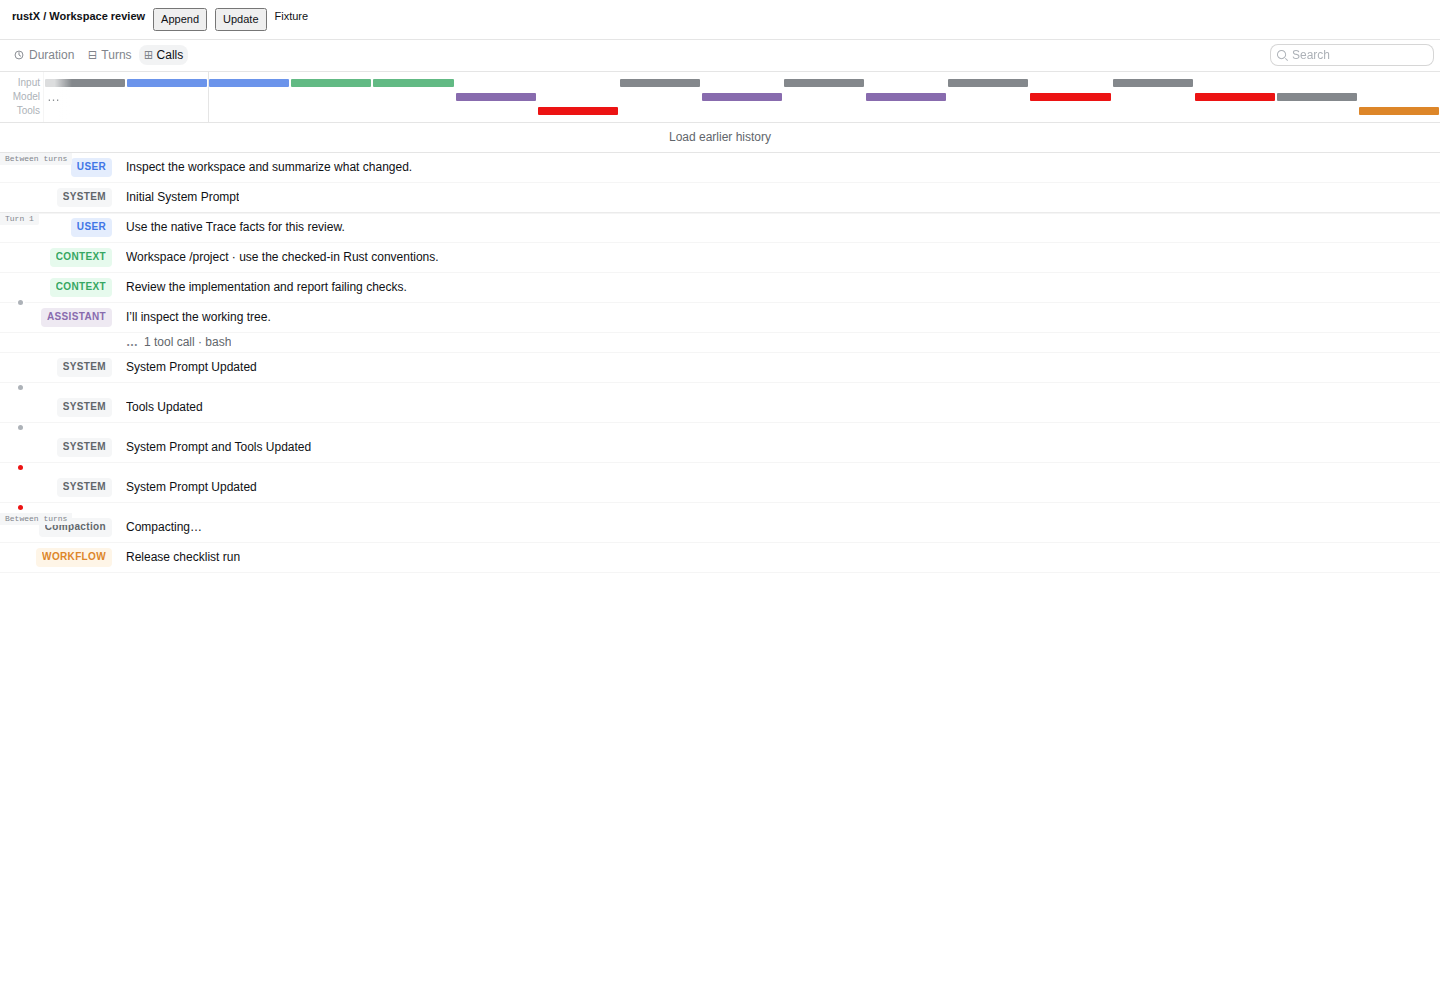 rustX / Workspace review Append Update Fixture
Duration Turns Calls Search
Input
Model ...
Tools
Load earlier history
Between turns
USER Inspect the workspace and summarize what changed.
SYSTEM Initial System Prompt
Turn 1
USER Use the native Trace facts for this review.
CONTEXT Workspace /project · use the checked-in Rust conventions.
CONTEXT Review the implementation and report failing checks.
ASSISTANT I’ll inspect the working tree.
… 1 tool call · bash
SYSTEM System Prompt Updated
SYSTEM Tools Updated
SYSTEM System Prompt and Tools Updated
SYSTEM System Prompt Updated
Between turns
Compaction Compacting…
WORKFLOW Release checklist run